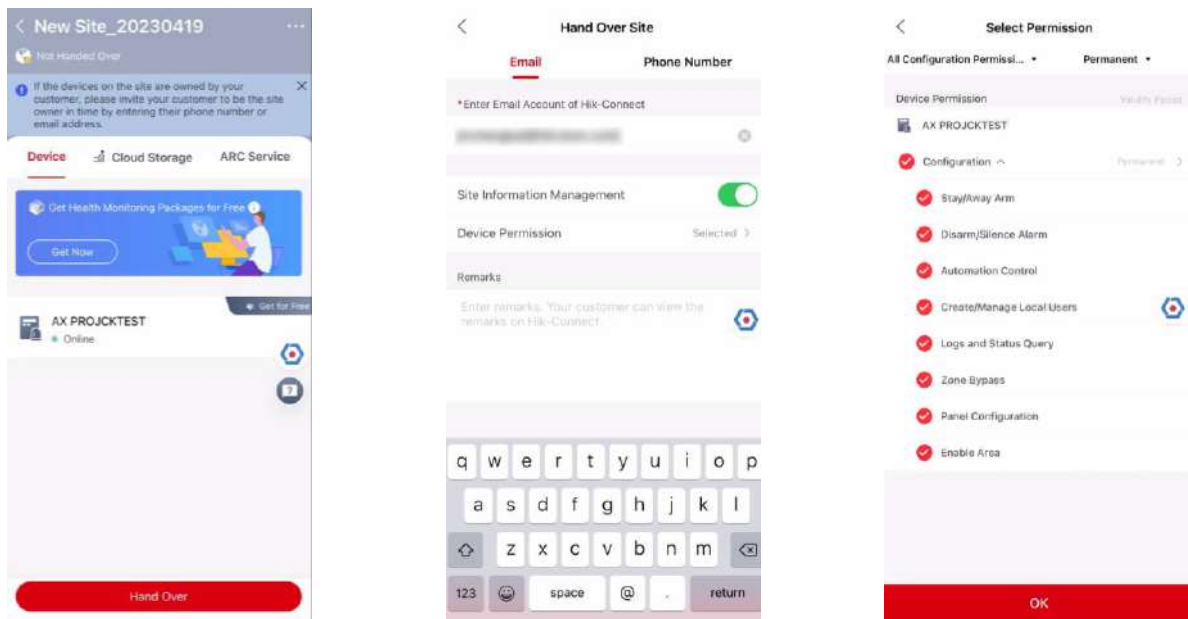 New Site_20230419
Not Handed Over
If the devices on the site are owned by your
customer, please invite your customer to be the site
owner in time by entering their phone number or
email address.
Device
Cloud Storage
ARC Service
Get Health Monitoring Packages for Free
Get Now
Get for Free
AX PROJCKTEST
Online
Hand Over
Hand Over Site
Email
Phone Number
*Enter Email Account of Hik-Connect
Site Information Management
Device Permission
Selected >
Remarks
Enter remarks. Your customer can view the
remarks on Hik-Connect.
q w e r t y u i o p
a s d f g h j k l
z x c v b n m
123
space
@
.
return
Select Permission
All Configuration Permissi...
Permanent
Device Permission
Validity Period
AX PROJCKTEST
Configuration
Permanent >
Stay/Away Arm
Disarm/Silence Alarm
Automation Control
Create/Manage Local Users
Logs and Status Query
Zone Bypass
Panel Configuration
Enable Area
OK